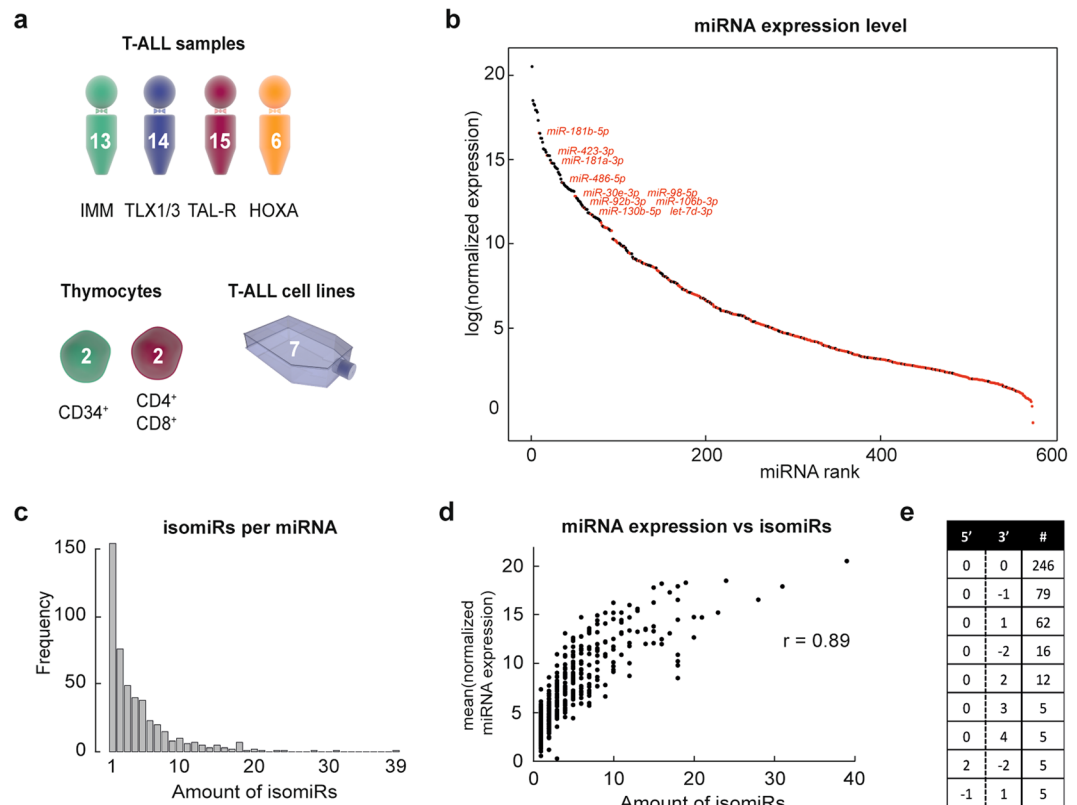 a
T-ALL samples
13 14 15 6
IMM TLX1/3 TAL-R HOXA
Thymocytes
T-ALL cell lines
2 2
7
CD34⁺
CD4⁺
CD8⁺
b
miRNA expression level
log(normalized expression)
20
15
10
5
0
miR-181b-5p
miR-423-3p
miR-181a-3p
miR-486-5p
miR-30e-3p miR-98-5p
miR-92b-3p miR-106b-3p
miR-130b-5p let-7d-3p
0 200 400 600
miRNA rank
c
isomiRs per miRNA
Frequency
150
100
50
0
1 10 20 30 39
Amount of isomiRs
d
miRNA expression vs isomiRs
mean(normalized
miRNA expression)
20
15
10
5
0
r = 0.89
0 10 20 30 40
Amount of isomiRs
e
5' 3' #
0 0 246
0 -1 79
0 1 62
0 -2 16
0 2 12
0 3 5
0 4 5
2 -2 5
-1 1 5